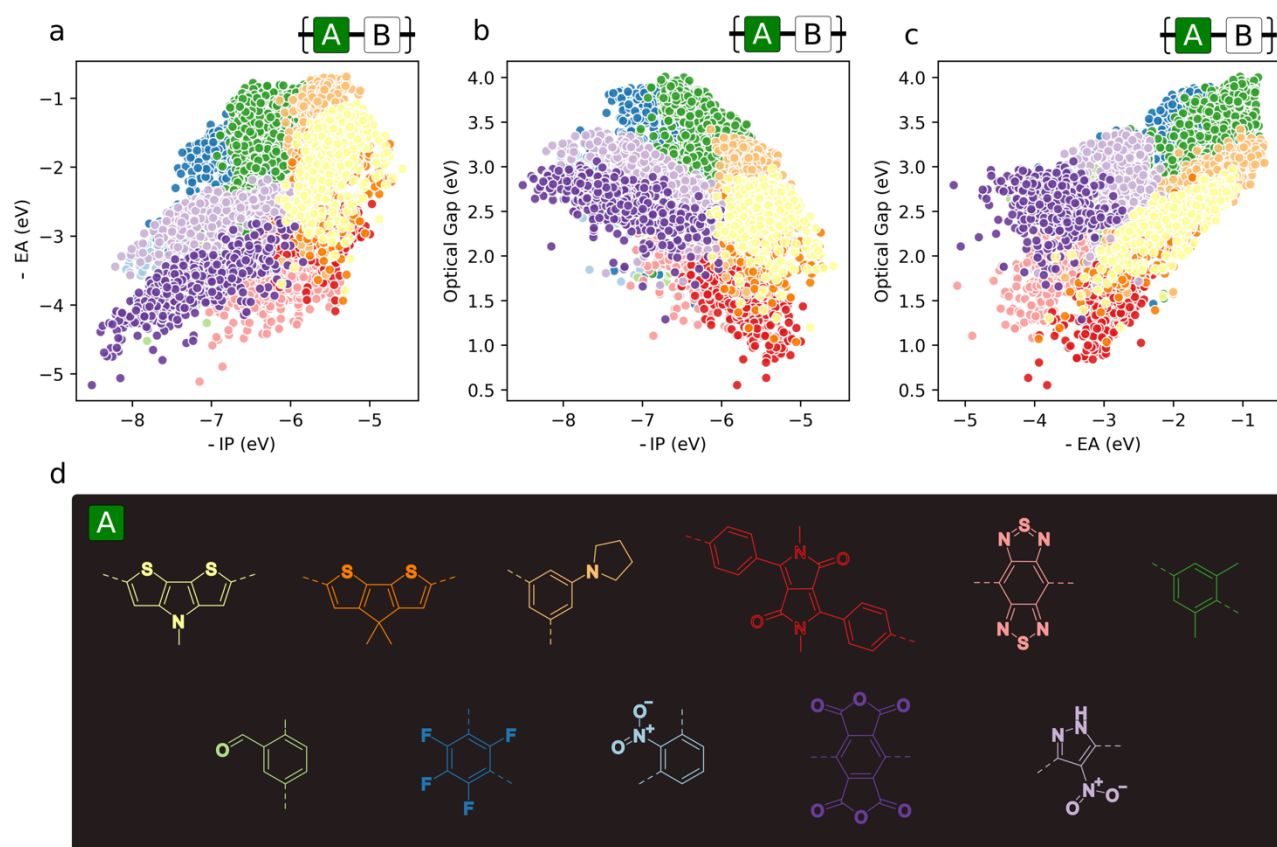 a
A B
b
A B
c
A B
−1
−2
−3
−4
−5
- EA (eV)
−8 −7 −6 −5
- IP (eV)
4.0
3.5
3.0
2.5
2.0
1.5
1.0
0.5
Optical Gap (eV)
−8 −7 −6 −5
- IP (eV)
4.0
3.5
3.0
2.5
2.0
1.5
1.0
0.5
Optical Gap (eV)
−5 −4 −3 −2 −1
- EA (eV)
d
A
S S
N
S S
N
N
O
O
N
S
N N
N N
S
O
F F
F
F
O−
N+
O
O
O O
O O
O
H
N
N
N+
O O−